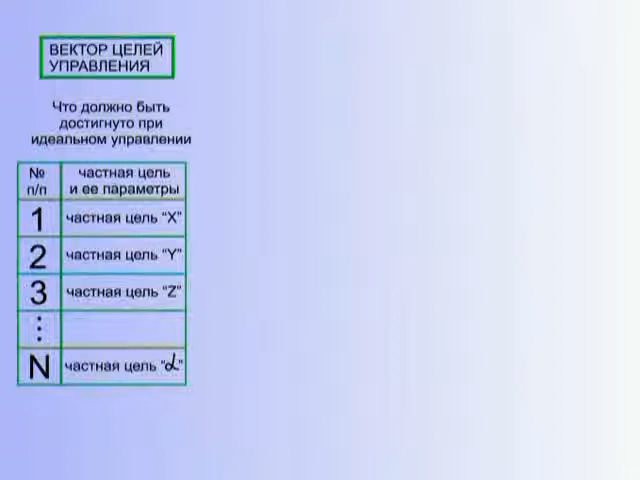 ВЕКТОР ЦЕЛЕЙ
УПРАВЛЕНИЯ
Что должно быть
достигнуто при
идеальном управлении
№ п/п
частная цель
и ее параметры
1 частная цель "X"
2 частная цель "Y"
3 частная цель "Z"
⋮
N частная цель "α"